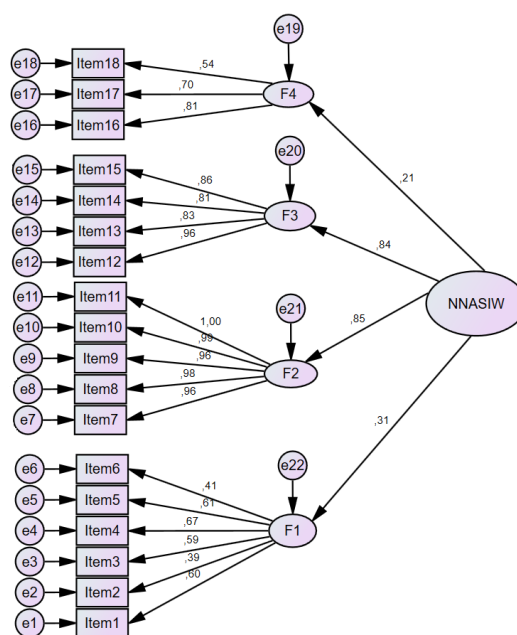 e19
e18 Item18 ,54
e17 Item17 ,70 F4
e16 Item16 ,81
e20 ,21
e15 Item15 ,86
e14 Item14 ,81
e13 Item13 ,83 F3
e12 Item12 ,96 ,84
e11 Item11 e21 NNASIW
e10 Item10 1,00 ,85
e9 Item9 ,99
e8 Item8 ,96 F2
e7 Item7 ,98
,96
,31
e6 Item6 e22
e5 Item5 ,41
e4 Item4 ,61 F1
e3 Item3 ,67
e2 Item2 ,59
e1 Item1 ,39
,60